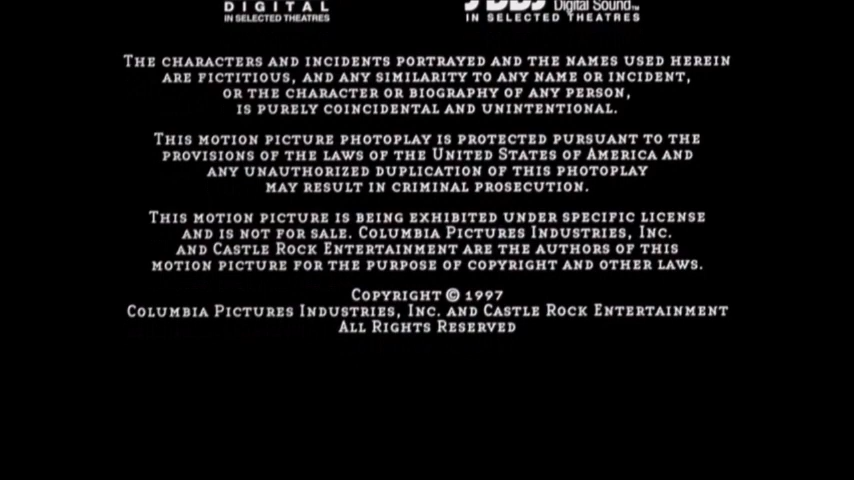 DIGITAL
IN SELECTED THEATRES
Digital Sound™
IN SELECTED THEATRES
The characters and incidents portrayed and the names used herein
are fictitious, and any similarity to any name or incident,
or the character or biography of any person,
is purely coincidental and unintentional.
This motion picture photoplay is protected pursuant to the
provisions of the laws of the United States of America and
any unauthorized duplication of this photoplay
may result in criminal prosecution.
This motion picture is being exhibited under specific license
and is not for sale. Columbia Pictures Industries, Inc.
and Castle Rock Entertainment are the authors of this
motion picture for the purpose of copyright and other laws.
Copyright © 1997
Columbia Pictures Industries, Inc. and Castle Rock Entertainment
All Rights Reserved